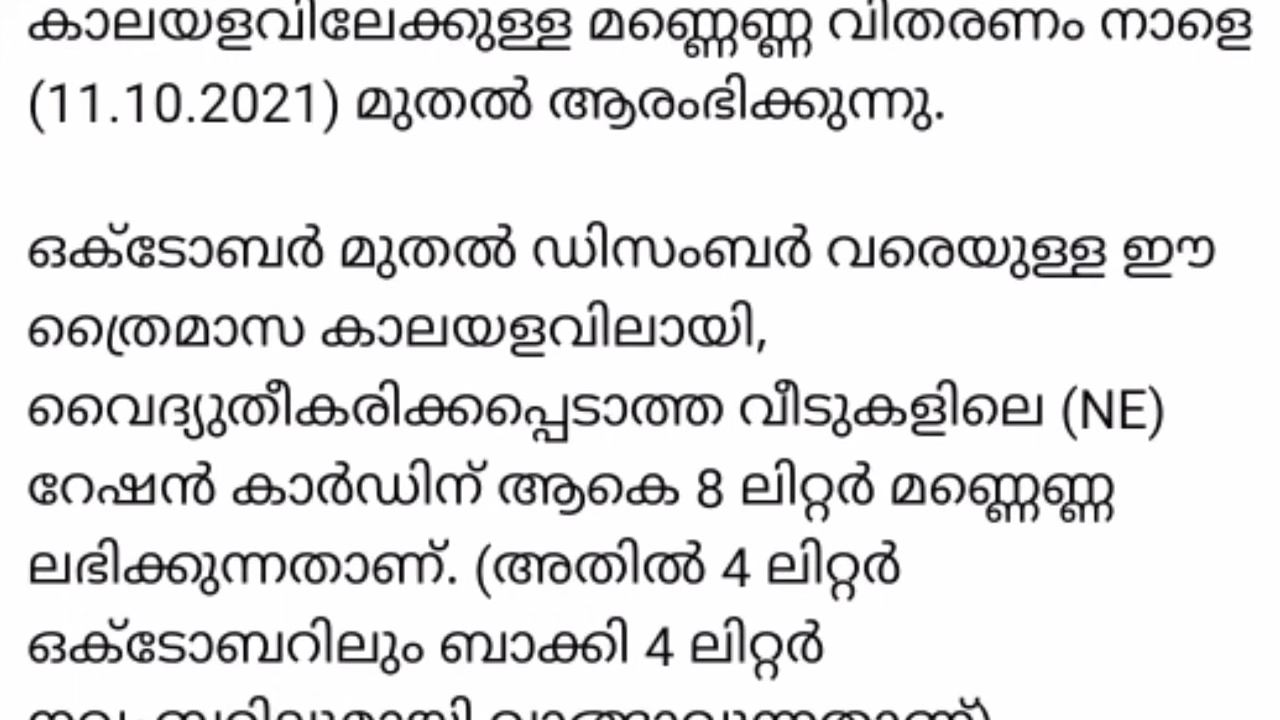 കാലയളവിലേക്കുള്ള മണ്ണെണ്ണ വിതരണം നാളെ
(11.10.2021) മുതൽ ആരംഭിക്കുന്നു.
ഒക്ടോബർ മുതൽ ഡിസംബർ വരെയുള്ള ഈ
ത്രൈമാസ കാലയളവിലായി,
വൈദ്യുതീകരിക്കപ്പെടാത്ത വീടുകളിലെ (NE)
റേഷൻ കാർഡിന് ആകെ 8 ലിറ്റർ മണ്ണെണ്ണ
ലഭിക്കുന്നതാണ്. (അതിൽ 4 ലിറ്റർ
ഒക്ടോബറിലും ബാക്കി 4 ലിറ്റർ